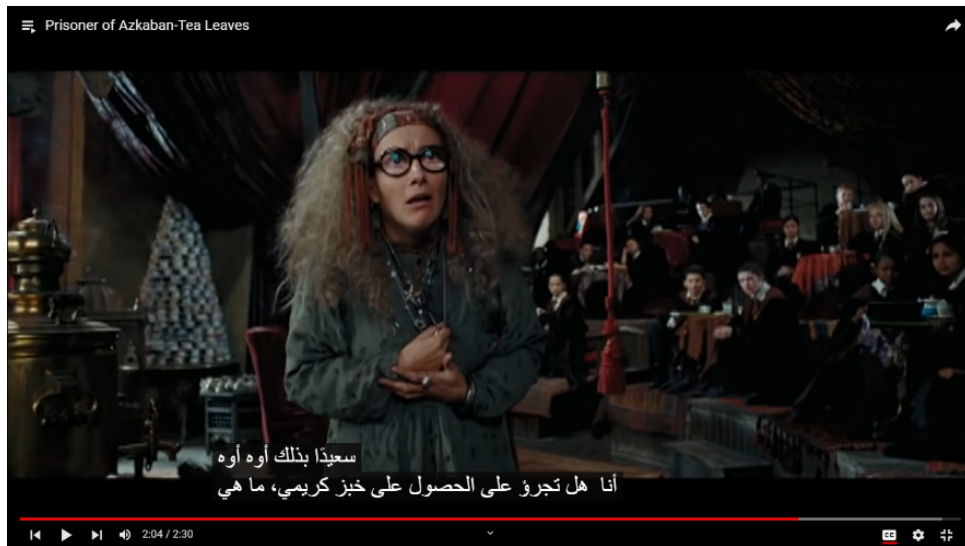 Prisoner of Azkaban-Tea Leaves
سعيدًا بذلك أوه أوه
أنا هل تجرؤ على الحصول على خبز كريمي، ما هي
2:04 / 2:30
CC